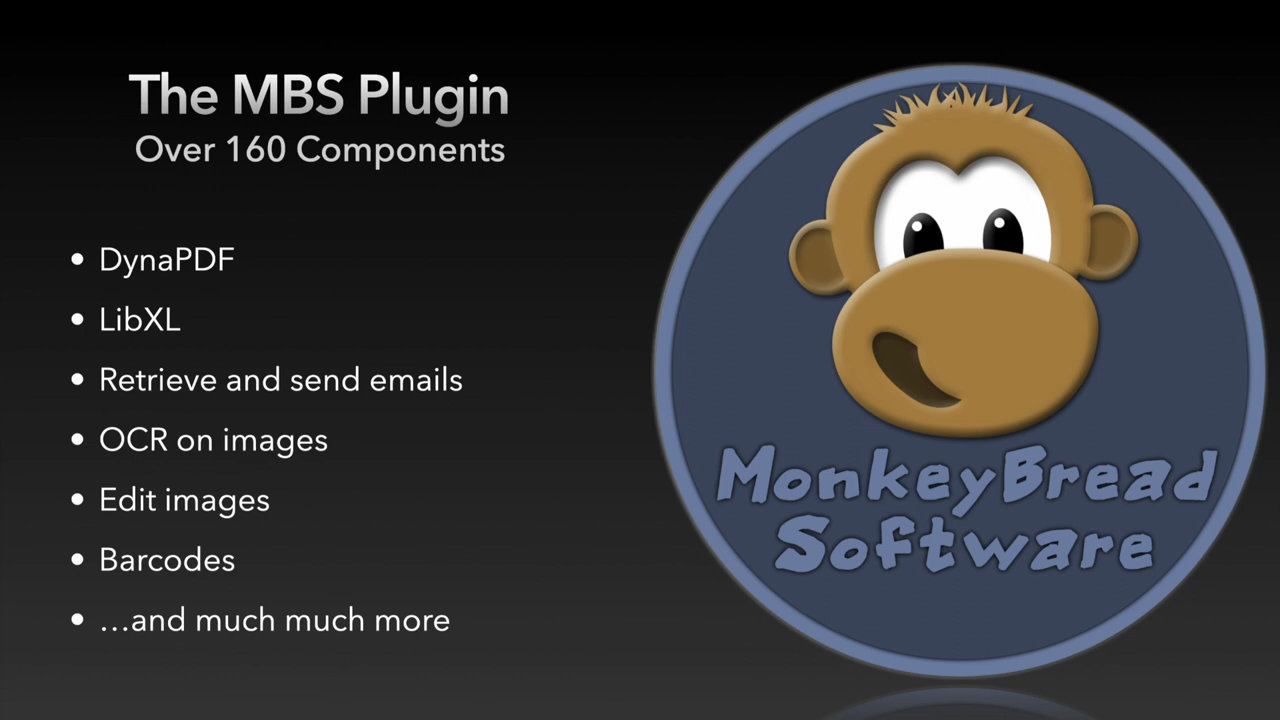 The MBS Plugin
Over 160 Components
• DynaPDF
• LibXL
• Retrieve and send emails
• OCR on images
• Edit images
• Barcodes
• …and much much more
MonkeyBread
Software